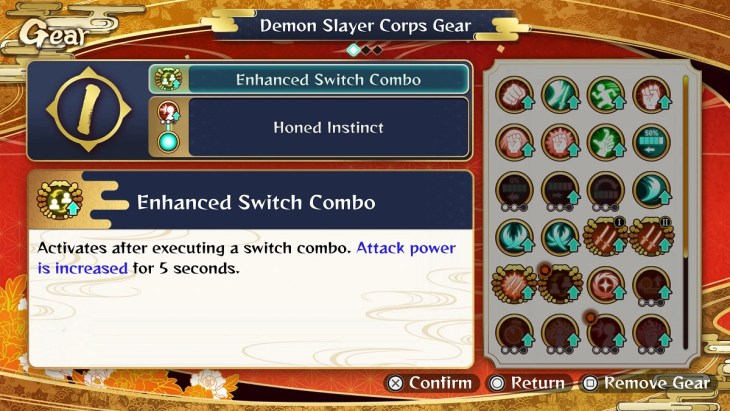 Gear
Demon Slayer Corps Gear
Enhanced Switch Combo
Honed Instinct
50%
I
II
Enhanced Switch Combo
Activates after executing a switch combo. Attack power
is increased for 5 seconds.
Confirm
Return
Remove Gear